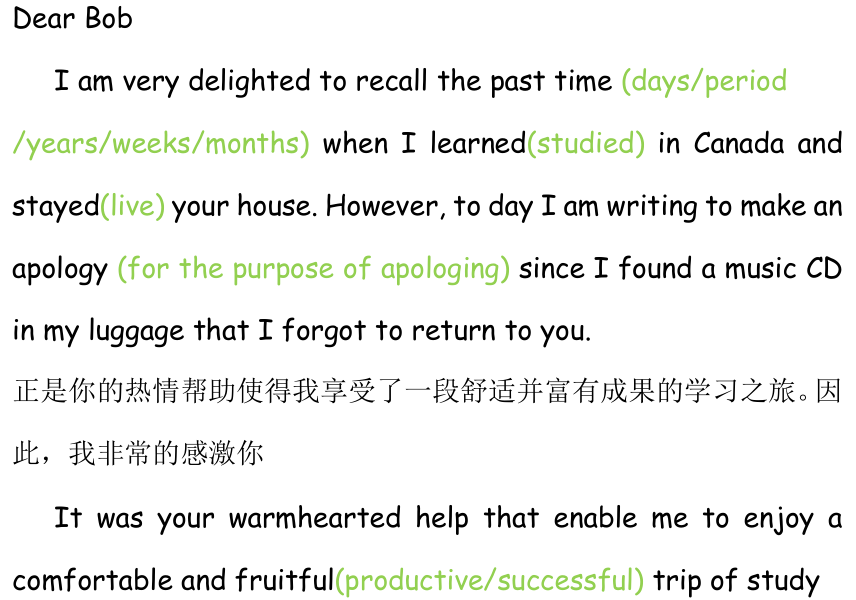 Dear Bob
I am very delighted to recall the past time (days/period
/years/weeks/months) when I learned(studied) in Canada and
stayed(live) your house. However, to day I am writing to make an
apology (for the purpose of apologing) since I found a music CD
in my luggage that I forgot to return to you.
正是你的热情帮助使得我享受了一段舒适并富有成果的学习之旅。因
此，我非常的感激你
It was your warmhearted help that enable me to enjoy a
comfortable and fruitful(productive/successful) trip of study